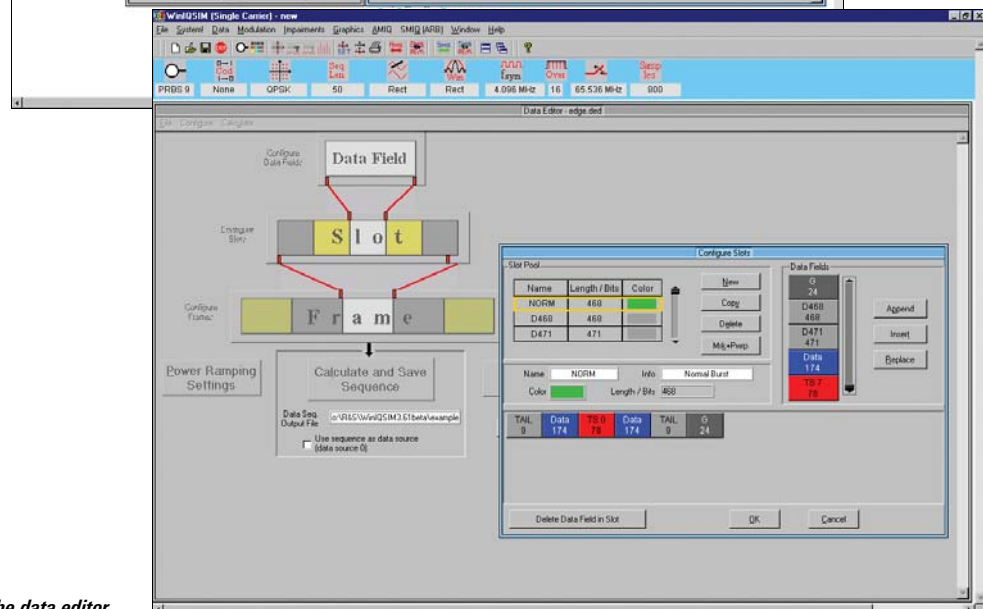 WinIQSIM (Single Carrier) - new
File System! Data Modulation Impairments Graphics AMIQ SMIQ (ARB) Window Help
PRBS 9 None QPSK 50 Rect Rect 4.096 MHz 16 65.536 MHz 800
Data Editor - edge.ded
File Configure Calculate
Configure
Data Fields
Data Field
Configure
Slots
Slot
Configure
Frames
Frame
Power Ramping
Settings
Calculate and Save
Sequence
Data Seq.
Output File
Use sequence as data source
(data source 0)
Configure Slots
Slot Pool
Name Length / Bits Color
NORM 468
D468 468
D471 471
New
Copy
Delete
Data Fields
G
24
D468
468
D471
471
Data
174
TS 7
78
Append
Insert
Replace
Name NORM Info Normal Burst
Color Length / Bits 468
TAIL Data TS 0 Data TAIL G
9 174 78 174 9 24
Delete Data Field in Slot OK Cancel
he data editor